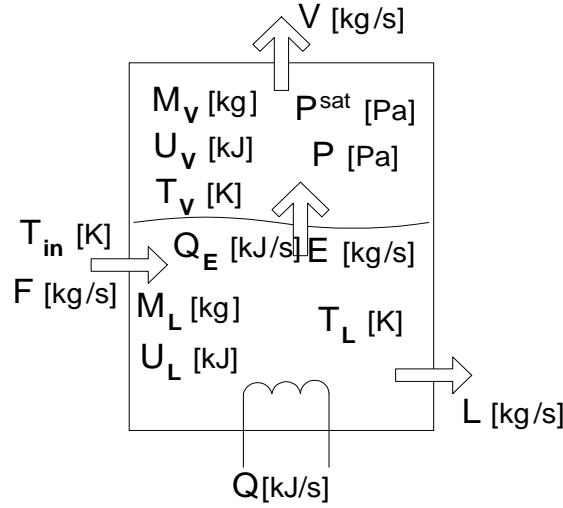 V [kg/s]
M_V [kg]
P^sat [Pa]
U_V [kJ]
P [Pa]
T_V [K]
T_in [K]
Q_E [kJ/s]
E [kg/s]
F [kg/s]
M_L [kg]
T_L [K]
U_L [kJ]
L [kg/s]
Q[kJ/s]